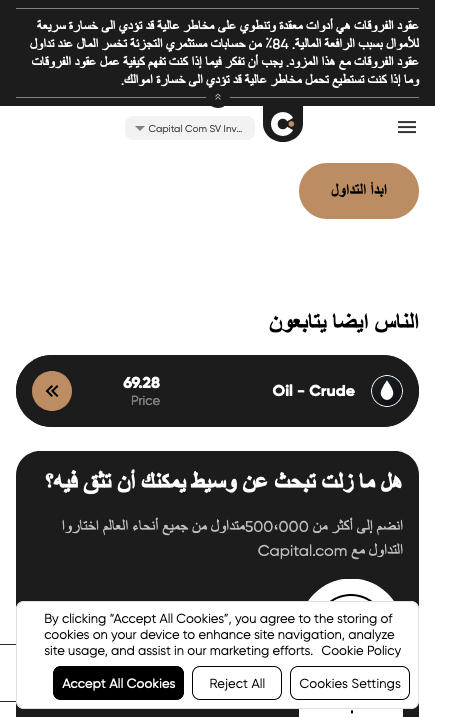 عقود الفروقات هي أدوات معقدة وتنطوي على مخاطر عالية قد تؤدي الى خسارة سريعة
للأموال بسبب الرافعة المالية. 84٪ من حسابات مستثمري التجزئة تخسر المال عند تداول
عقود الفروقات مع هذا المزود. يجب أن تفكر فيما إذا كنت تفهم كيفية عمل عقود الفروقات
وما إذا كنت تستطيع تحمل مخاطر عالية قد تؤدي الى خسارة اموالك.
Capital Com SV Inv...
ابدأ التداول
الناس ايضا يتابعون
Oil - Crude
69.28
Price
هل ما زلت تبحث عن وسيط يمكنك أن تثق فيه؟
انضم إلى أكثر من 500،000متداول من جميع أنحاء العالم اختاروا
التداول مع Capital.com
By clicking “Accept All Cookies”, you agree to the storing of
cookies on your device to enhance site navigation, analyze
site usage, and assist in our marketing efforts. Cookie Policy
Accept All Cookies
Reject All
Cookies Settings